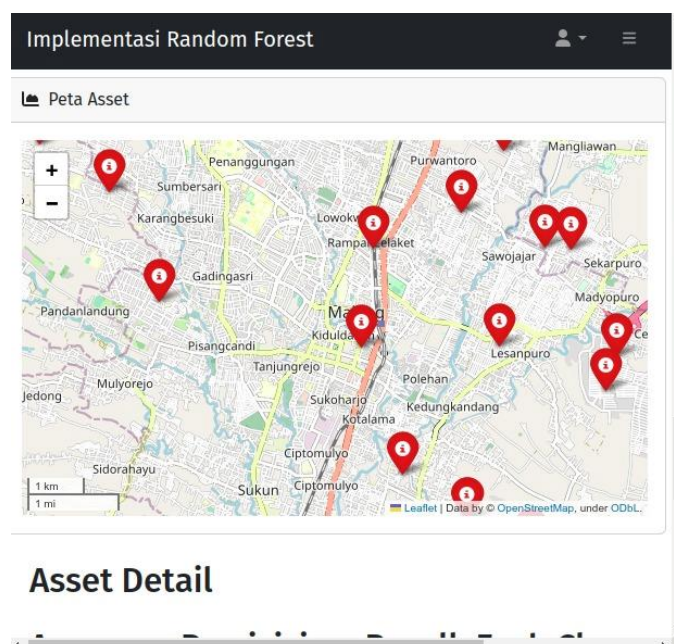 Implementasi Random Forest
Peta Asset
+
−
Mangliawan
Penanggungan
Purwantoro
Sumbersari
Karangbesuki
Sawojajar
Sekarpuro
Gadingasri
Madyopuro
Pandanlandung
Pisangcandi
Lesanpuro
Tanjungrejo
Polehan
Mulyorejo
Jedong
Sukoharjo
Kedungkandang
Kotalama
Ciptomulyo
Sidorahayu
Sukun
Ciptomulyo
1 km
1 mi
Leaflet | Data by © OpenStreetMap, under ODbL.
Asset Detail